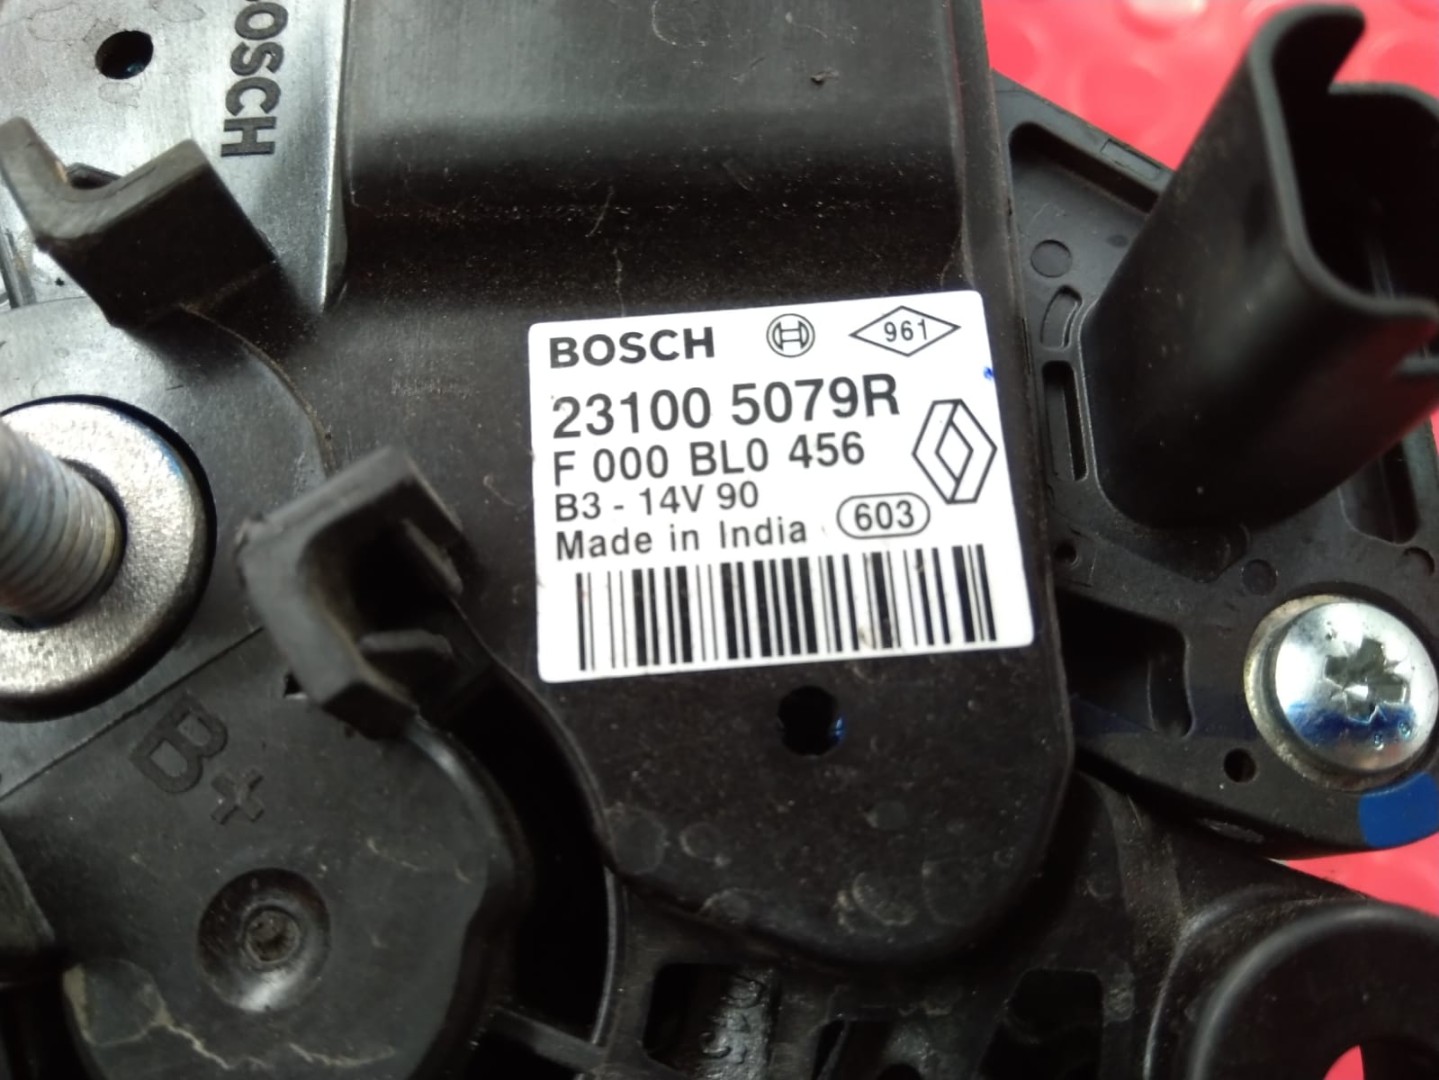 BOSCH
BOSCH H 961
23100 5079R
F 000 BL0 456
B3 - 14V 90
Made in India 603
B+